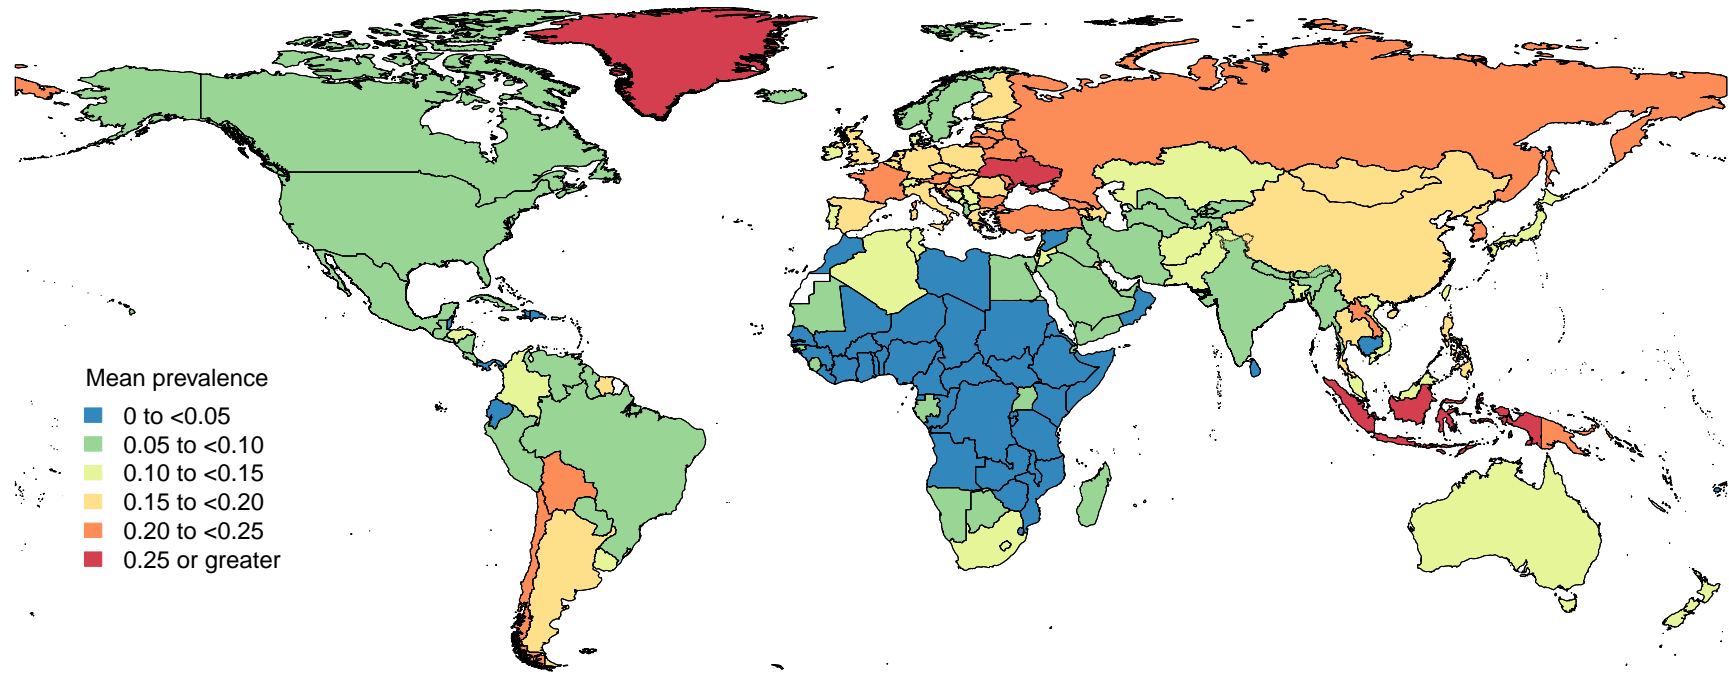 Mean prevalence
0 to <0.05
0.05 to <0.10
0.10 to <0.15
0.15 to <0.20
0.20 to <0.25
0.25 or greater